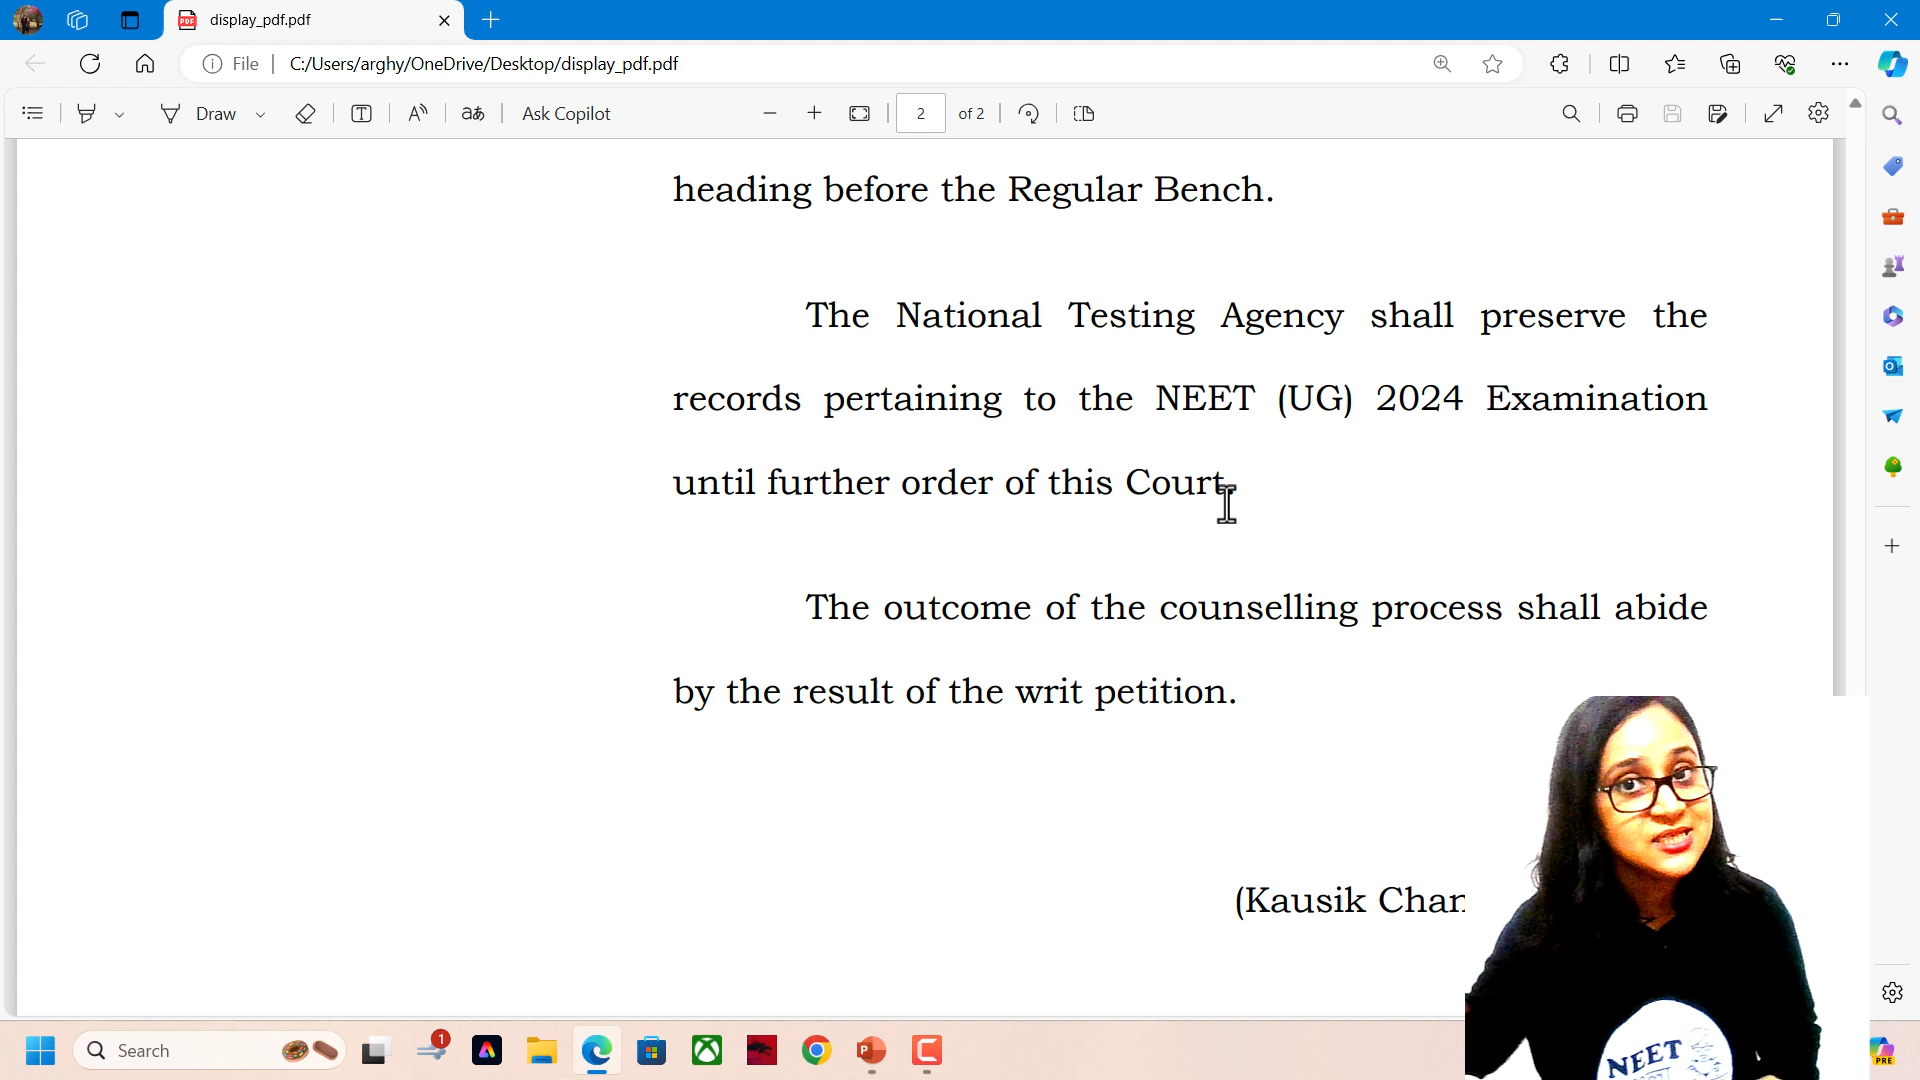 display_pdf.pdf
File
C:/Users/arghy/OneDrive/Desktop/display_pdf.pdf
Draw
Ask Copilot
2
of 2
heading before the Regular Bench.
The National Testing Agency shall preserve the
records pertaining to the NEET (UG) 2024 Examination
until further order of this Court.
The outcome of the counselling process shall abide
by the result of the writ petition.
(Kausik Chan
NEET
Search
1
PRE